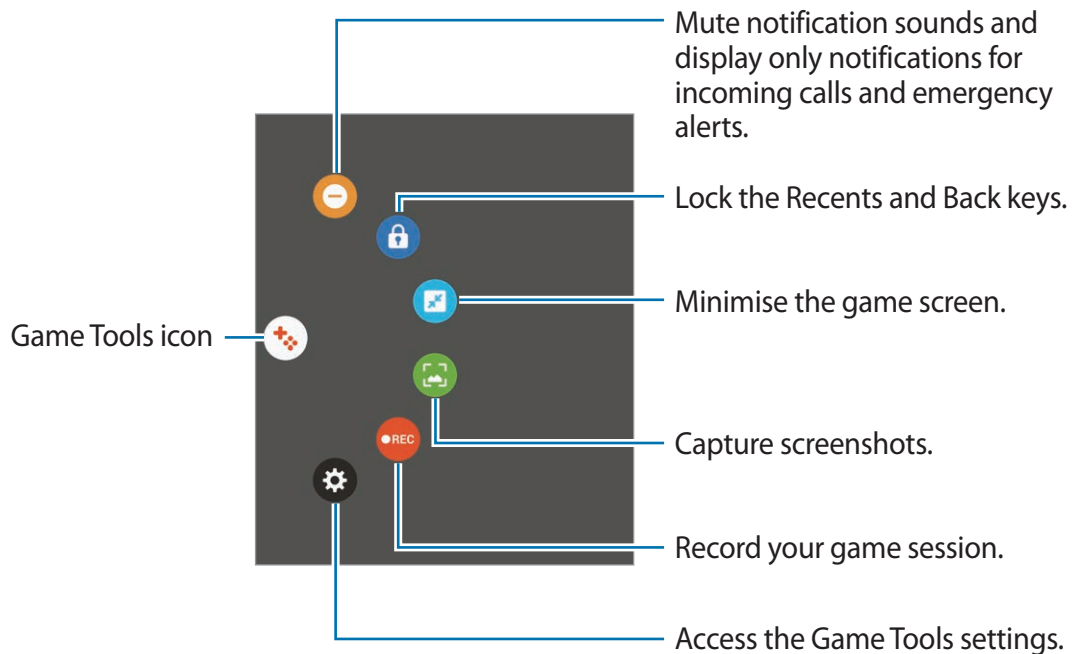 Mute notification sounds and
display only notifications for
incoming calls and emergency
alerts.
Lock the Recents and Back keys.
Minimise the game screen.
Game Tools icon
Capture screenshots.
REC
Record your game session.
Access the Game Tools settings.